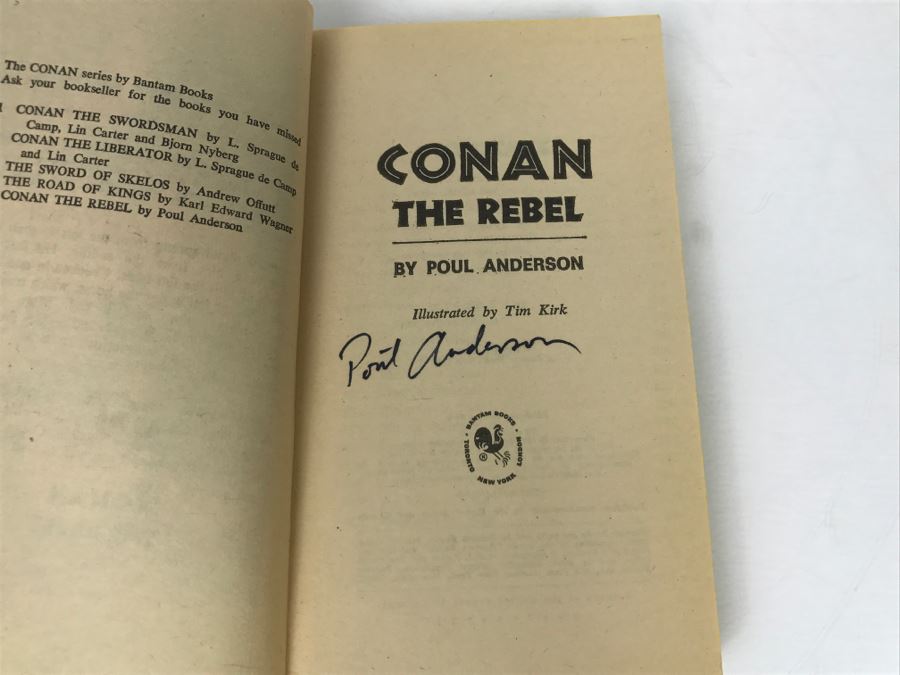 The CONAN series by Bantam Books
Ask your bookseller for the books you have missed
CONAN THE SWORDSMAN by L. Sprague de
Camp, Lin Carter and Bjorn Nyberg
CONAN THE LIBERATOR by L. Sprague de Camp
and Lin Carter
THE SWORD OF SKELOS by Andrew Offutt
THE ROAD OF KINGS by Karl Edward Wagner
CONAN THE REBEL by Poul Anderson
CONAN
THE REBEL
BY POUL ANDERSON
Illustrated by Tim Kirk
Poul Anderson
BANTAM BOOKS
TORONTO · NEW YORK · LONDON
®